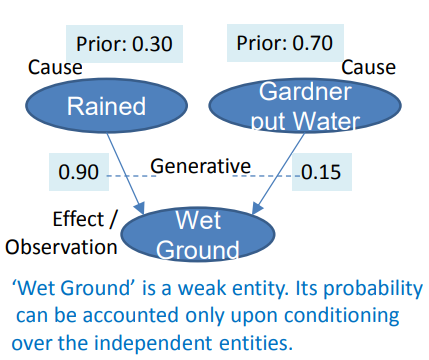 Prior: 0.30
Prior: 0.70
Cause
Cause
Rained
Gardner
put Water
0.90
Generative
0.15
Effect /
Observation
Wet
Ground
‘Wet Ground’ is a weak entity. Its probability
can be accounted only upon conditioning
over the independent entities.